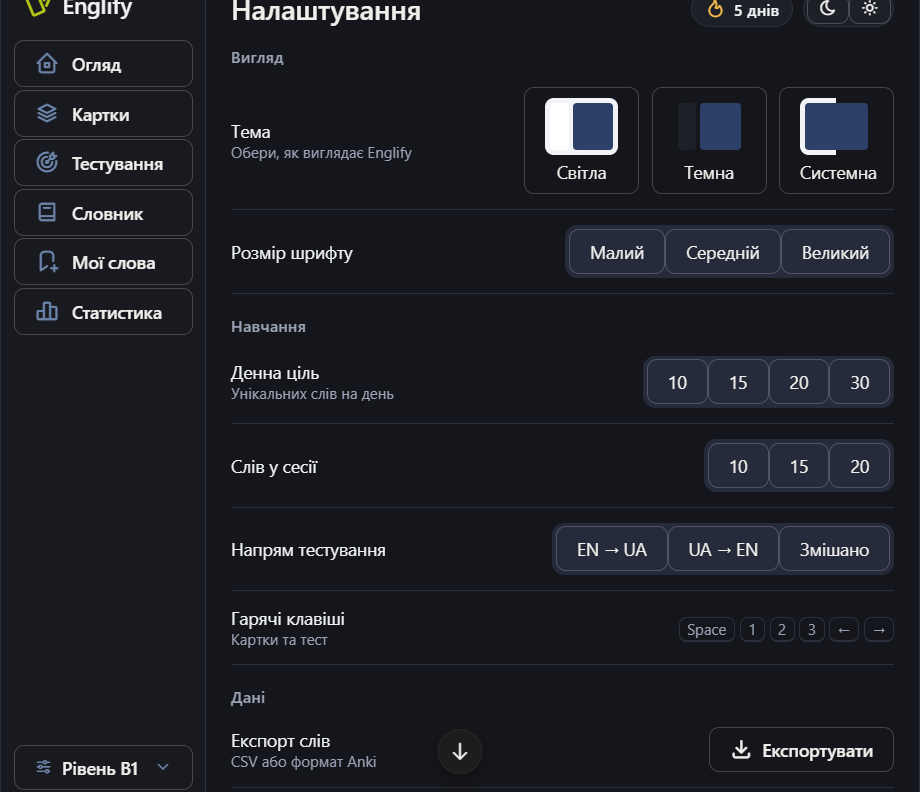 Englify
Огляд
Картки
Тестування
Словник
Мої слова
Статистика
Рівень B1
Налаштування
5 днів
Вигляд
Тема
Обери, як виглядає Englify
Світла
Темна
Системна
Розмір шрифту
Малий
Середній
Великий
Навчання
Денна ціль
Унікальних слів на день
10
15
20
30
Слів у сесії
10
15
20
Напрям тестування
EN → UA
UA → EN
Змішано
Гарячі клавіші
Картки та тест
Space
1
2
3
←
→
Дані
Експорт слів
CSV або формат Anki
Експортувати